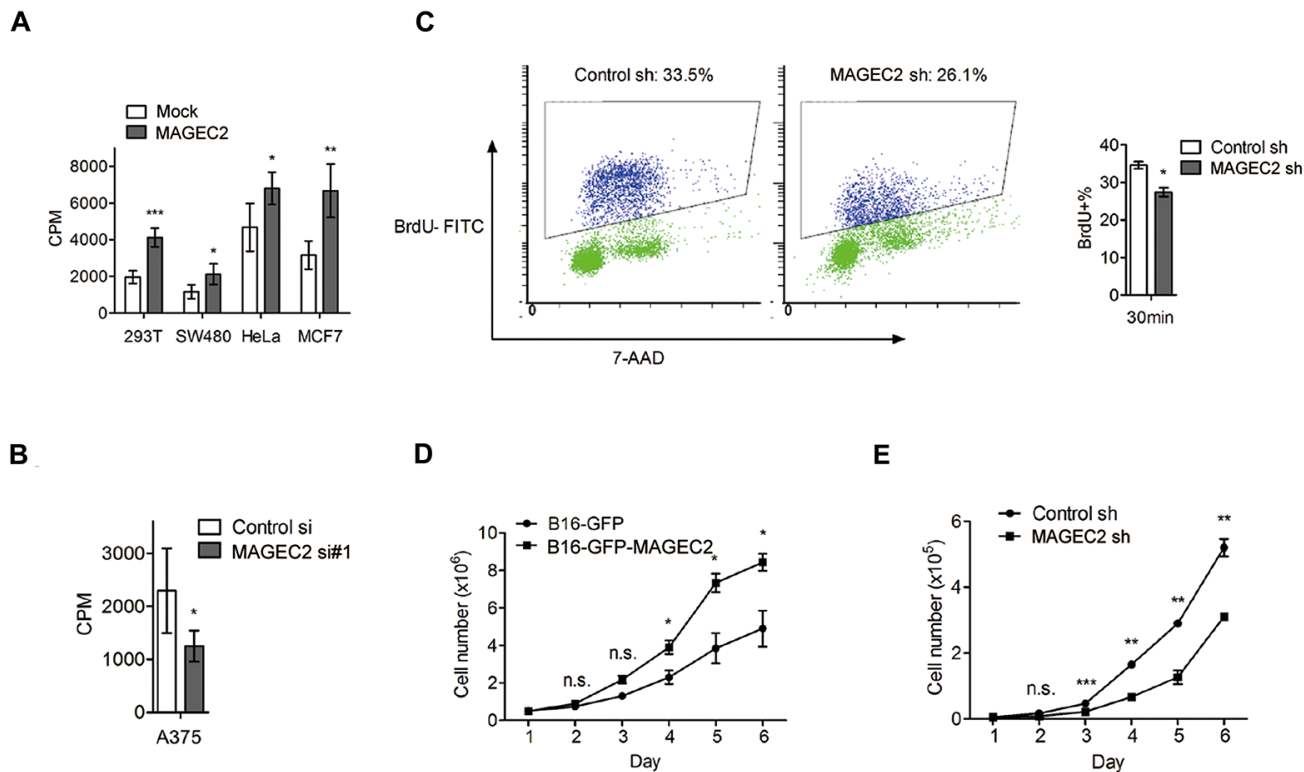 A
Mock
MAGEC2
CPM
8000
6000
4000
2000
0
***
*
*
**
293T SW480 HeLa MCF7
C
Control sh: 33.5%
MAGEC2 sh: 26.1%
BrdU- FITC
0
0
7-AAD
Control sh
MAGEC2 sh
BrdU+%
40
30
20
10
0
*
30min
B
Control si
MAGEC2 si#1
CPM
3000
2000
1000
0
*
A375
D
B16-GFP
B16-GFP-MAGEC2
Cell number (x10⁶)
10
8
6
4
2
0
n.s.
n.s.
*
*
*
1 2 3 4 5 6
Day
E
Control sh
MAGEC2 sh
Cell number (x10⁵)
6
4
2
0
n.s.
***
**
**
**
1 2 3 4 5 6
Day